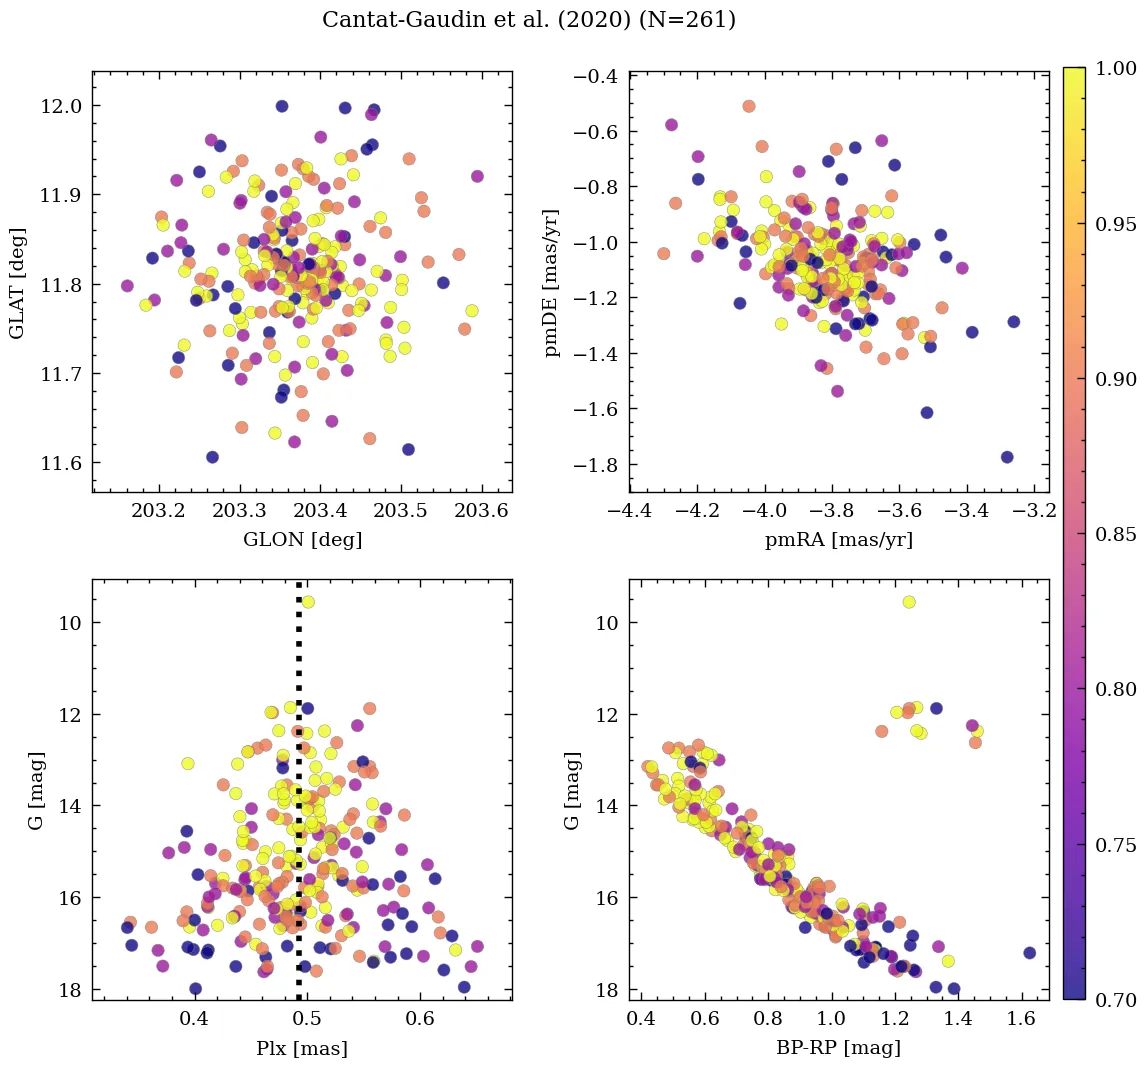 Cantat-Gaudin et al. (2020) (N=261)
12.0
11.9
11.8
11.7
11.6
GLAT [deg]
203.2 203.3 203.4 203.5 203.6
GLON [deg]
−0.4
−0.6
−0.8
−1.0
−1.2
−1.4
−1.6
−1.8
pmDE [mas/yr]
−4.4 −4.2 −4.0 −3.8 −3.6 −3.4 −3.2
pmRA [mas/yr]
10
12
14
16
18
G [mag]
0.4 0.5 0.6
Plx [mas]
10
12
14
16
18
G [mag]
0.4 0.6 0.8 1.0 1.2 1.4 1.6
BP-RP [mag]
1.00
0.95
0.90
0.85
0.80
0.75
0.70